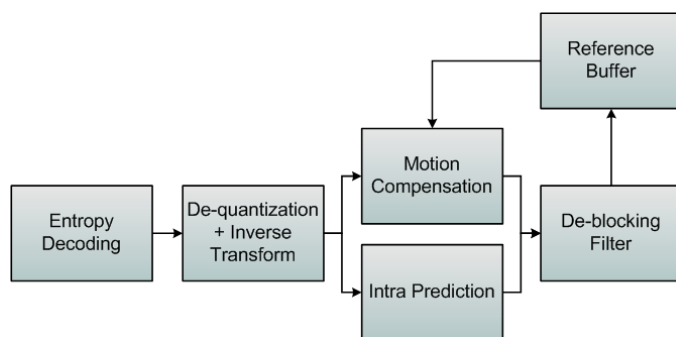 Reference
Buffer
Motion
Compensation
Entropy
Decoding
De-quantization
+ Inverse
Transform
De-blocking
Filter
Intra Prediction